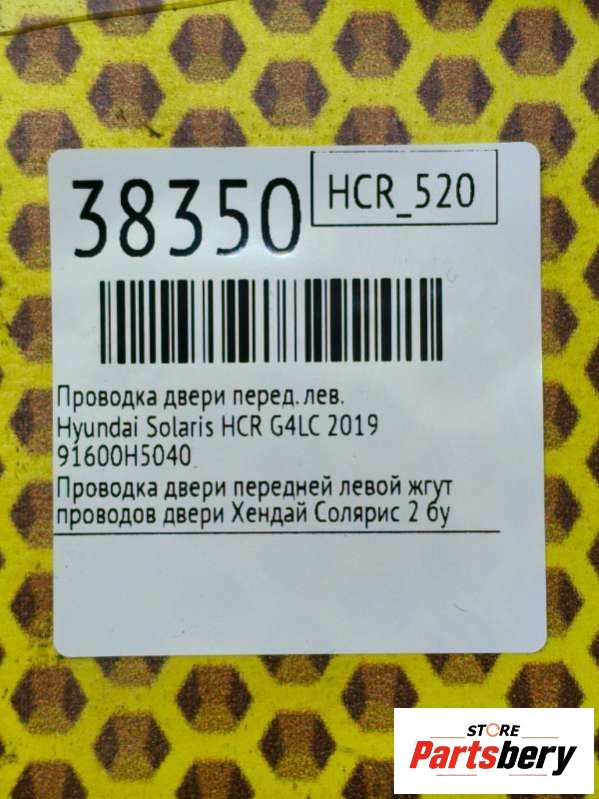 38350
HCR_520
Проводка двери перед. лев.
Hyundai Solaris HCR G4LC 2019
91600H5040
Проводка двери передней левой жгут
проводов двери Хендай Солярис 2 бу
STORE
Partsbery